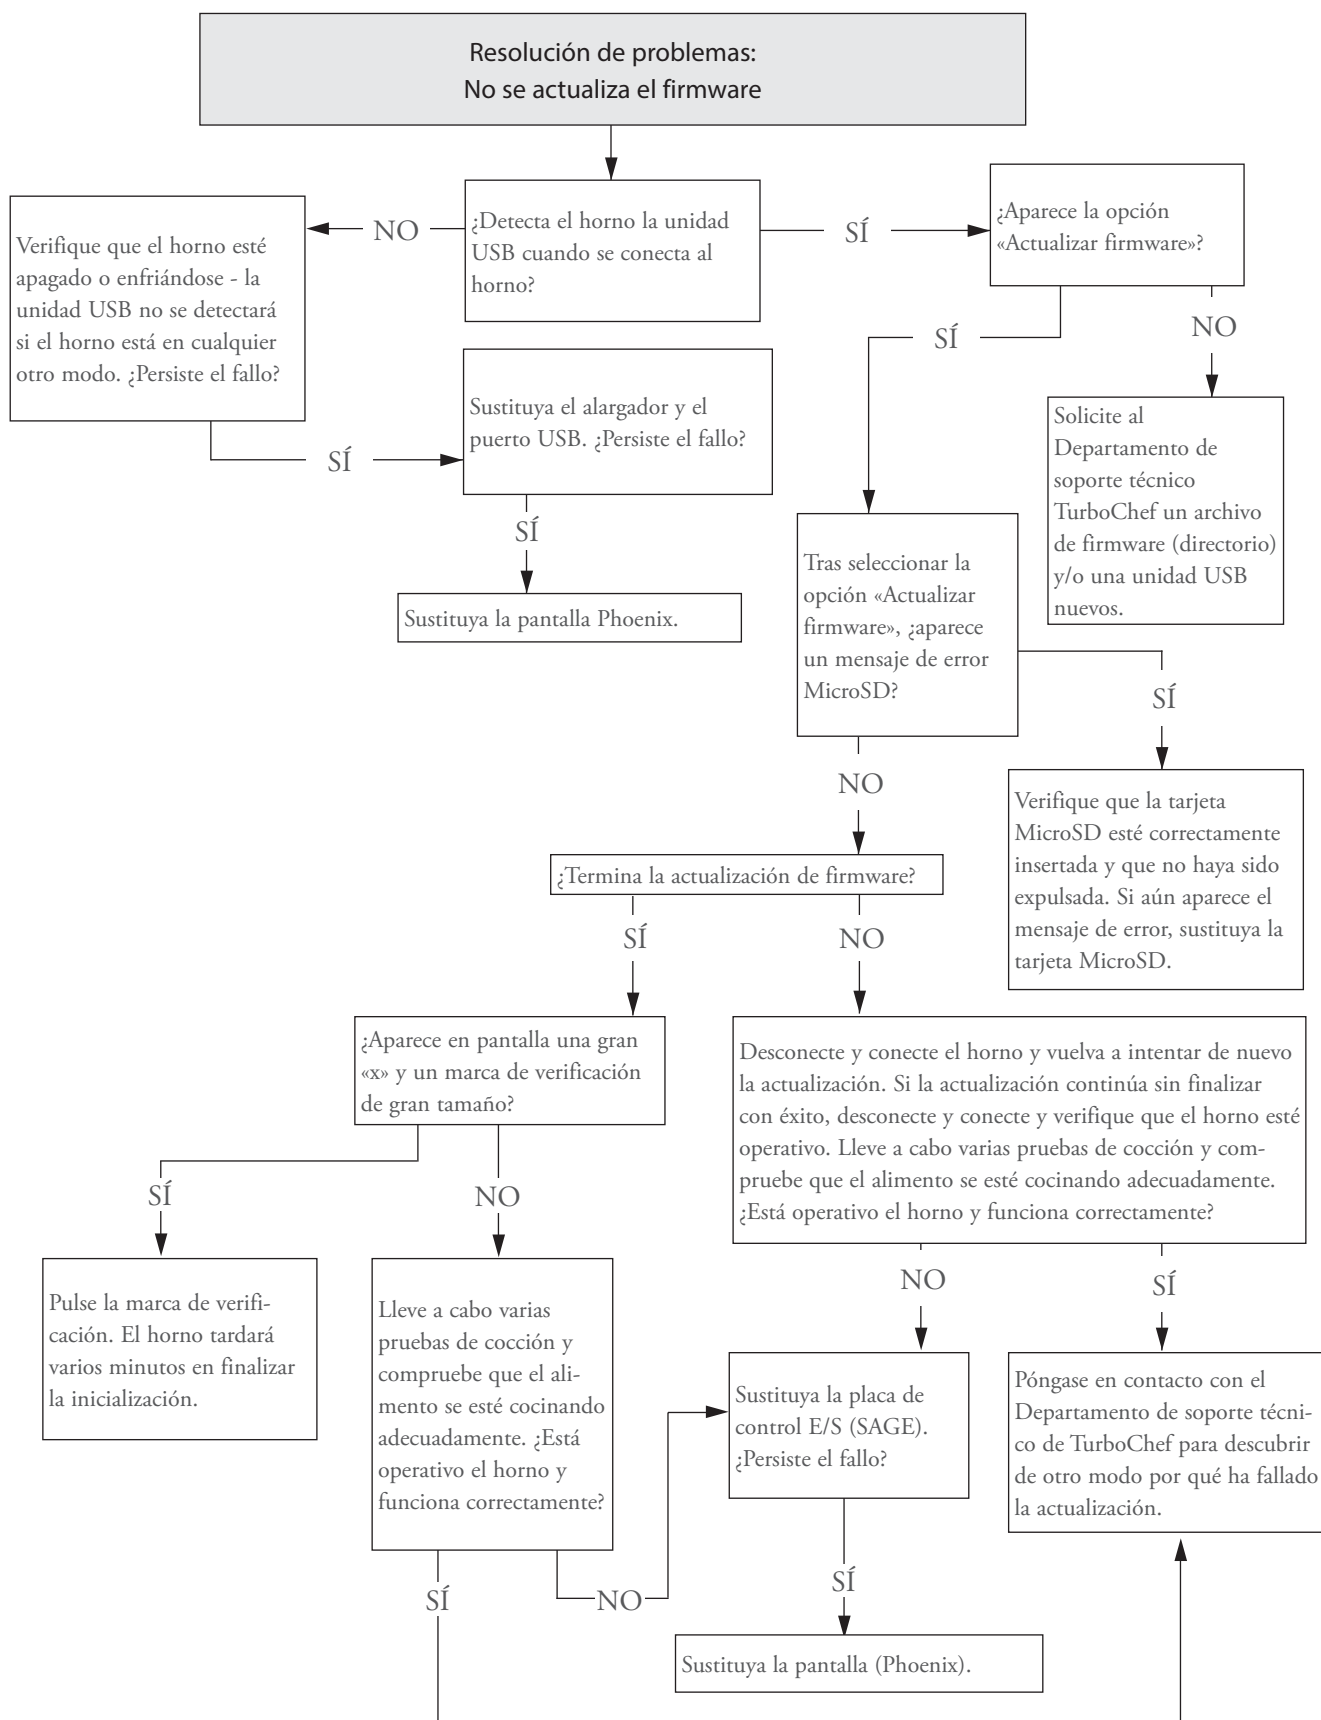 Resolución de problemas:
No se actualiza el firmware
¿Detecta el horno la unidad
USB cuando se conecta al
horno?
NO
Verifique que el horno esté
apagado o enfriándose - la
unidad USB no se detectará
si el horno está en cualquier
otro modo. ¿Persiste el fallo?
SÍ
Sustituya el alargador y el
puerto USB. ¿Persiste el fallo?
SÍ
Sustituya la pantalla Phoenix.
SÍ
¿Aparece la opción
«Actualizar firmware»?
NO
Solicite al
Departamento de
soporte técnico
TurboChef un archivo
de firmware (directorio)
y/o una unidad USB
nuevos.
SÍ
Tras seleccionar la
opción «Actualizar
firmware», ¿aparece
un mensaje de error
MicroSD?
SÍ
Verifique que la tarjeta
MicroSD esté correctamente
insertada y que no haya sido
expulsada. Si aún aparece el
mensaje de error, sustituya la
tarjeta MicroSD.
NO
¿Termina la actualización de firmware?
SÍ
NO
¿Aparece en pantalla una gran
«x» y un marca de verificación
de gran tamaño?
Desconecte y conecte el horno y vuelva a intentar de nuevo
la actualización. Si la actualización continúa sin finalizar
con éxito, desconecte y conecte y verifique que el horno esté
operativo. Lleve a cabo varias pruebas de cocción y com-
pruebe que el alimento se esté cocinando adecuadamente.
¿Está operativo el horno y funciona correctamente?
SÍ
NO
NO
SÍ
Pulse la marca de verifi-
cación. El horno tardará
varios minutos en finalizar
la inicialización.
Lleve a cabo varias
pruebas de cocción y
compruebe que el ali-
mento se esté cocinando
adecuadamente. ¿Está
operativo el horno y
funciona correctamente?
Sustituya la placa de
control E/S (SAGE).
¿Persiste el fallo?
Póngase en contacto con el
Departamento de soporte técni-
co de TurboChef para descubrir
de otro modo por qué ha fallado
la actualización.
SÍ
NO
SÍ
Sustituya la pantalla (Phoenix).